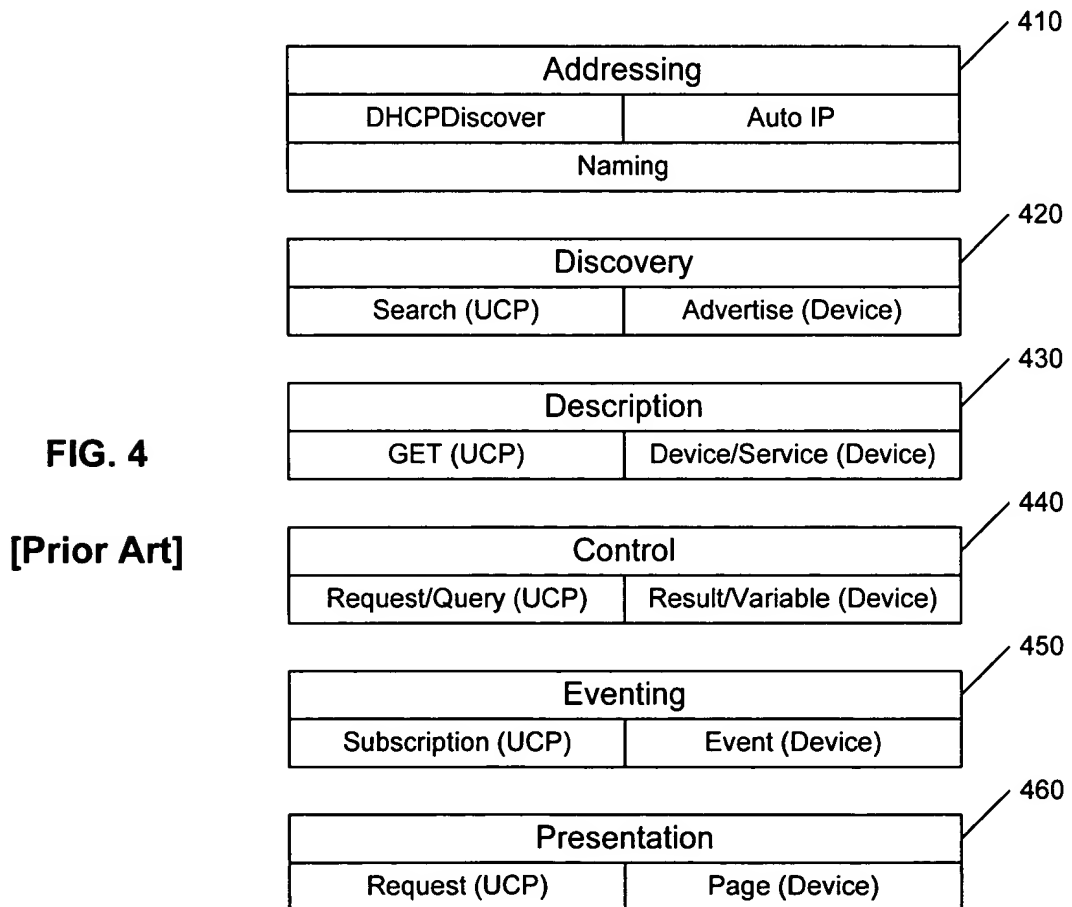 410
Addressing
DHCPDiscover Auto IP
Naming
420
Discovery
Search (UCP) Advertise (Device)
430
Description
GET (UCP) Device/Service (Device)
FIG. 4
[Prior Art]
440
Control
Request/Query (UCP) Result/Variable (Device)
450
Eventing
Subscription (UCP) Event (Device)
460
Presentation
Request (UCP) Page (Device)